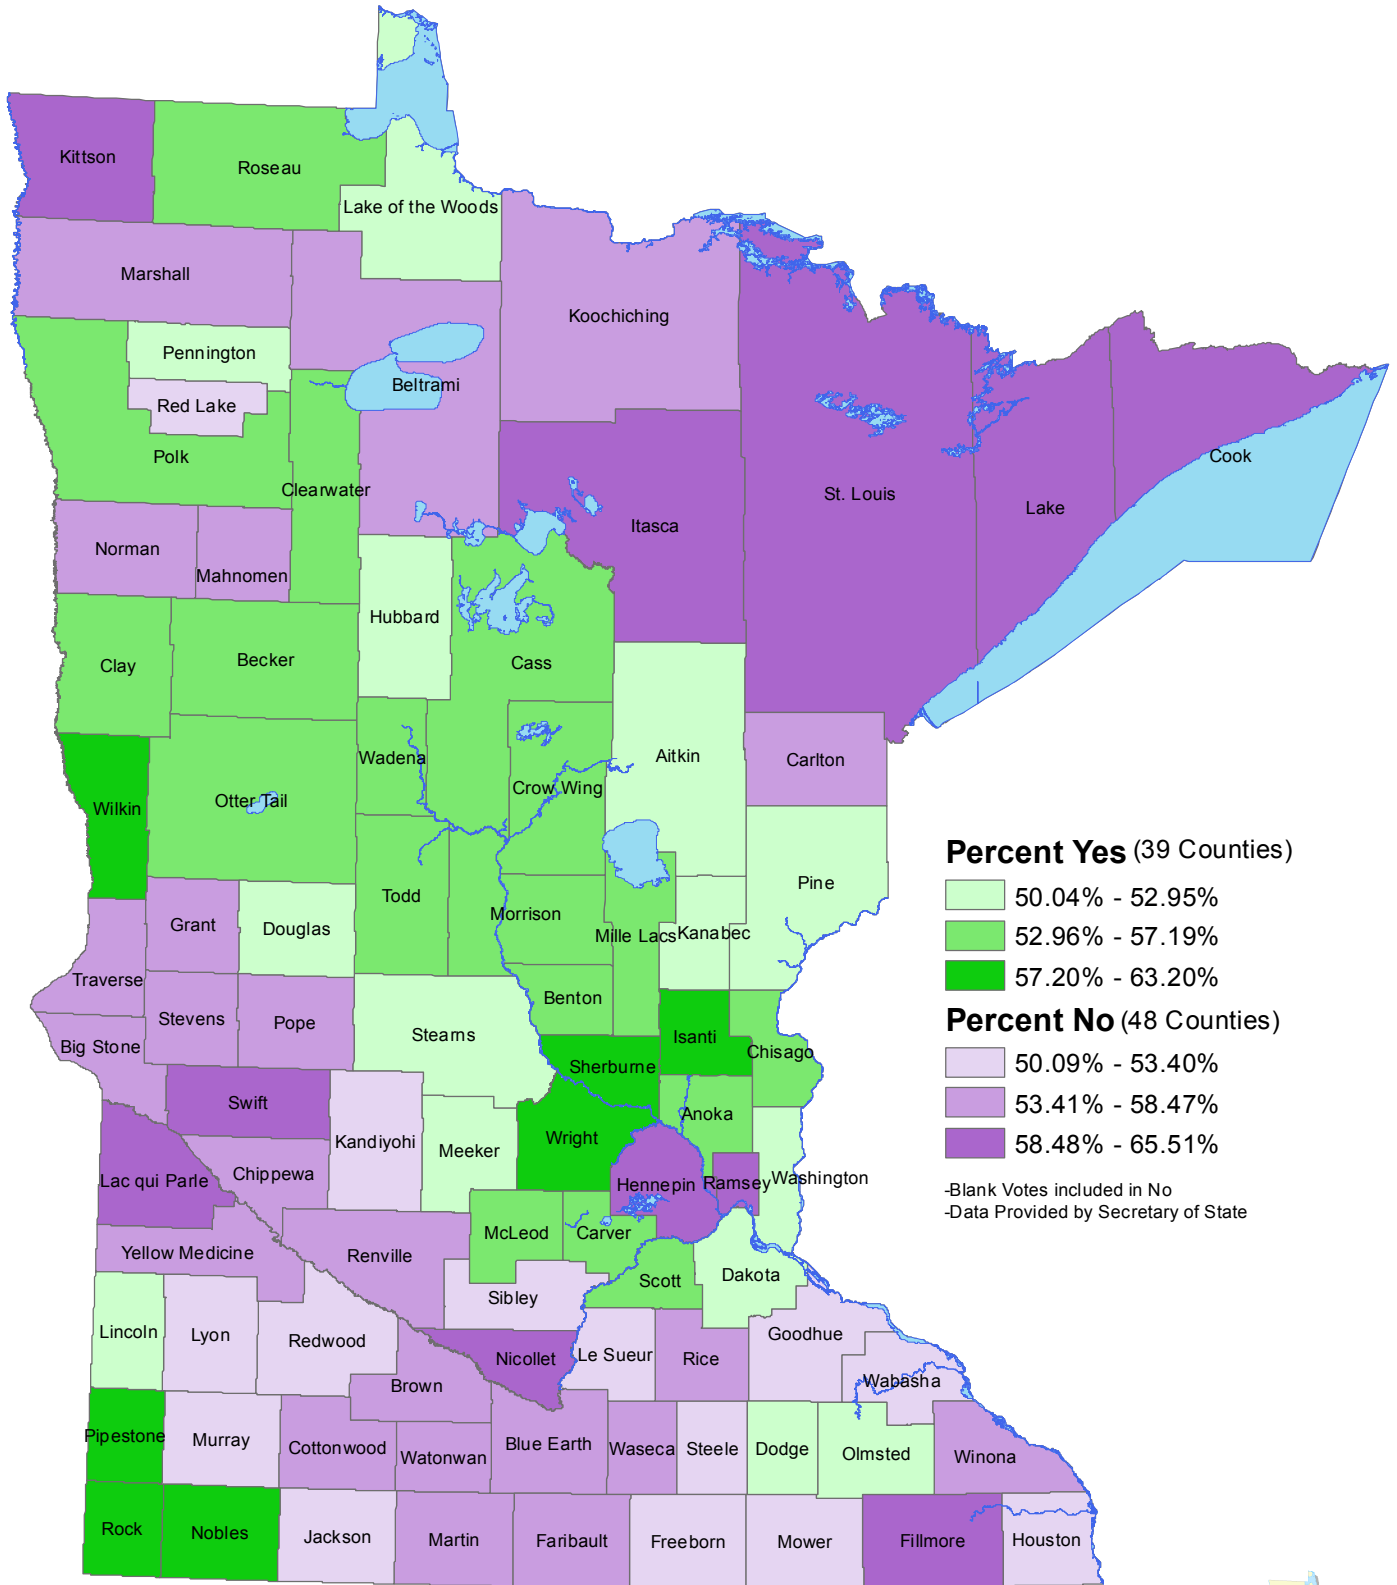 Kittson
Roseau
Lake of the Woods
Marshall
Koochiching
Pennington
Beltrami
Red Lake
Polk
Clearwater
Cook
St. Louis
Lake
Itasca
Norman
Mahnomen
Hubbard
Clay
Becker
Cass
Aitkin
Carlton
Wadena
Crow Wing
Otter Tail
Wilkin
Percent Yes (39 Counties)
50.04% - 52.95%
52.96% - 57.19%
57.20% - 63.20%
Percent No (48 Counties)
50.09% - 53.40%
53.41% - 58.47%
58.48% - 65.51%
-Blank Votes included in No
-Data Provided by Secretary of State
Pine
Todd
Morrison
Grant
Douglas
Mille Lacs
Kanabec
Traverse
Benton
Stevens
Pope
Stearns
Isanti
Big Stone
Chisago
Sherburne
Swift
Anoka
Kandiyohi
Wright
Meeker
Chippewa
Lac qui Parle
Hennepin
Ramsey
Washington
McLeod
Carver
Yellow Medicine
Renville
Dakota
Scott
Sibley
Lincoln
Lyon
Redwood
Goodhue
Nicollet
Le Sueur
Rice
Wabasha
Brown
Pipestone
Murray
Cottonwood
Watonwan
Blue Earth
Waseca
Steele
Dodge
Olmsted
Winona
Rock
Nobles
Jackson
Martin
Faribault
Freeborn
Mower
Fillmore
Houston